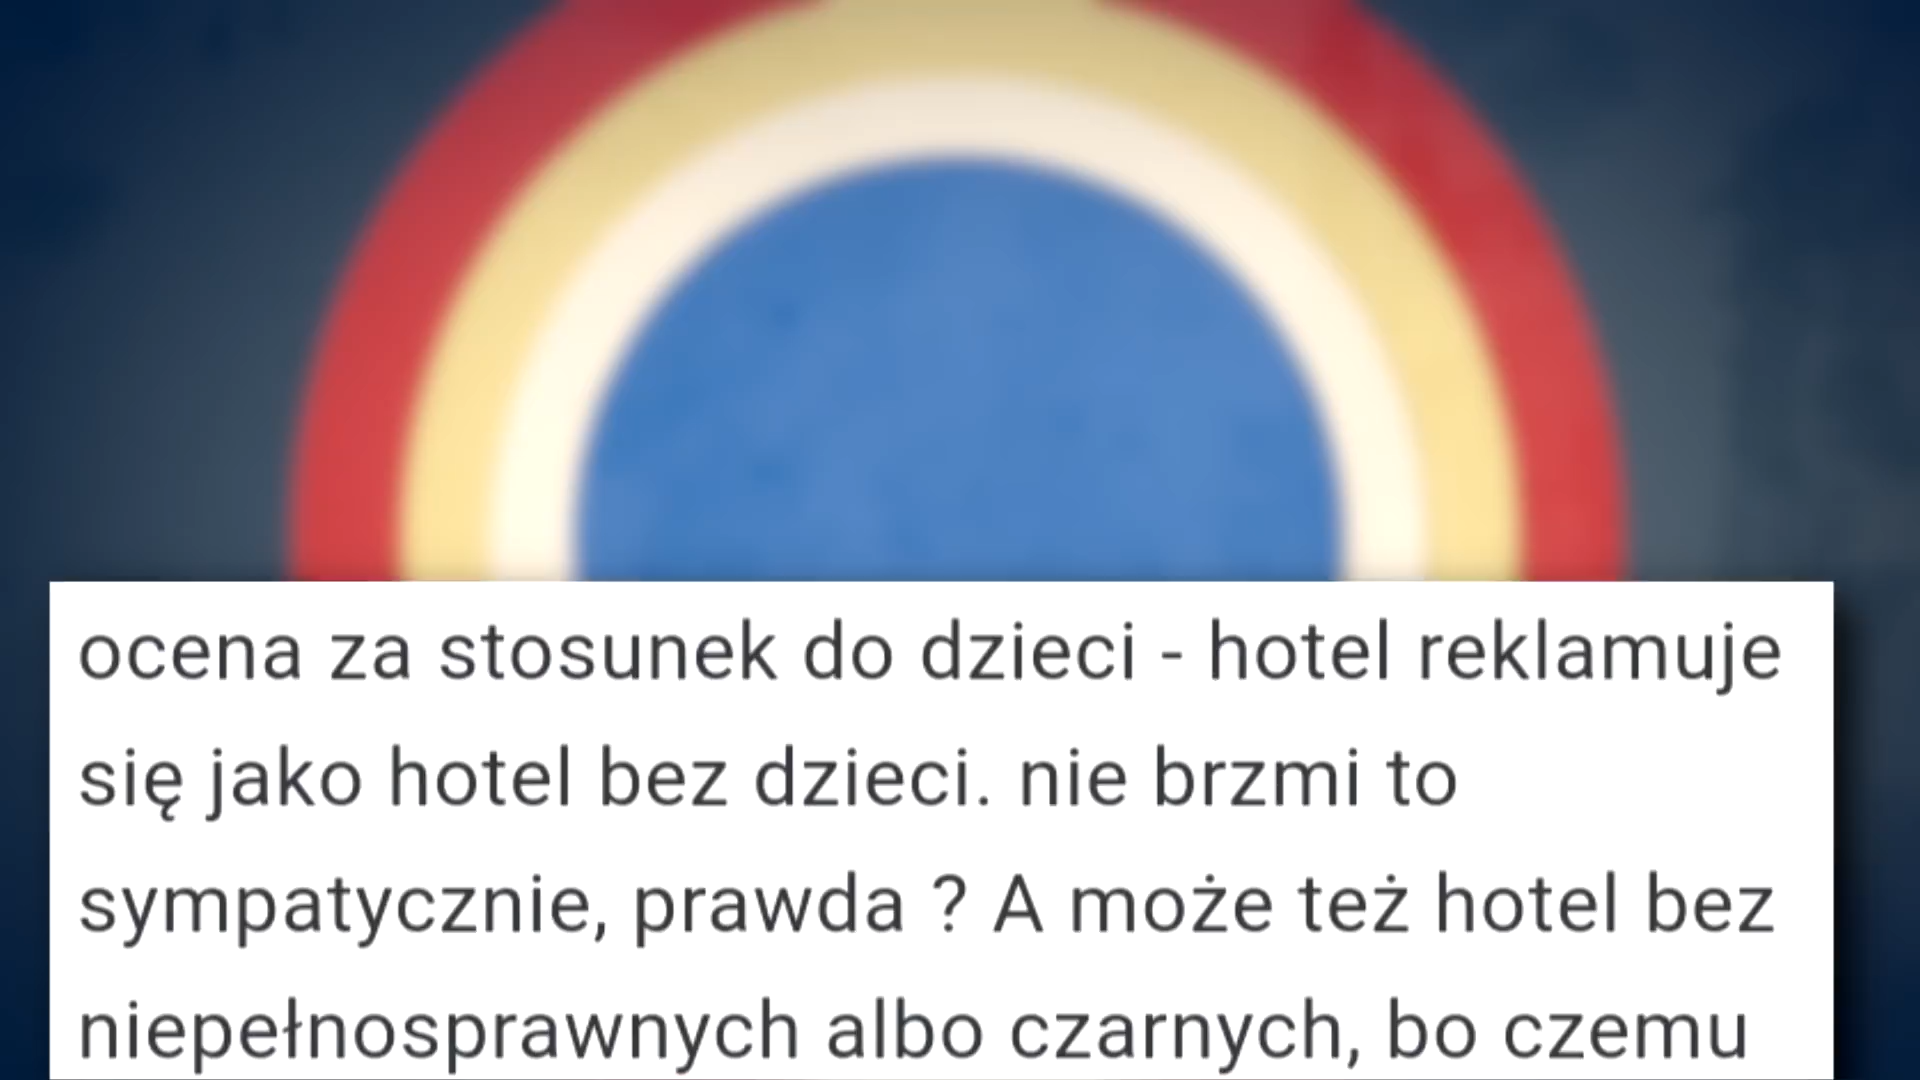 ocena za stosunek do dzieci - hotel reklamuje
się jako hotel bez dzieci. nie brzmi to
sympatycznie, prawda ? A może też hotel bez
niepełnosprawnych albo czarnych, bo czemu